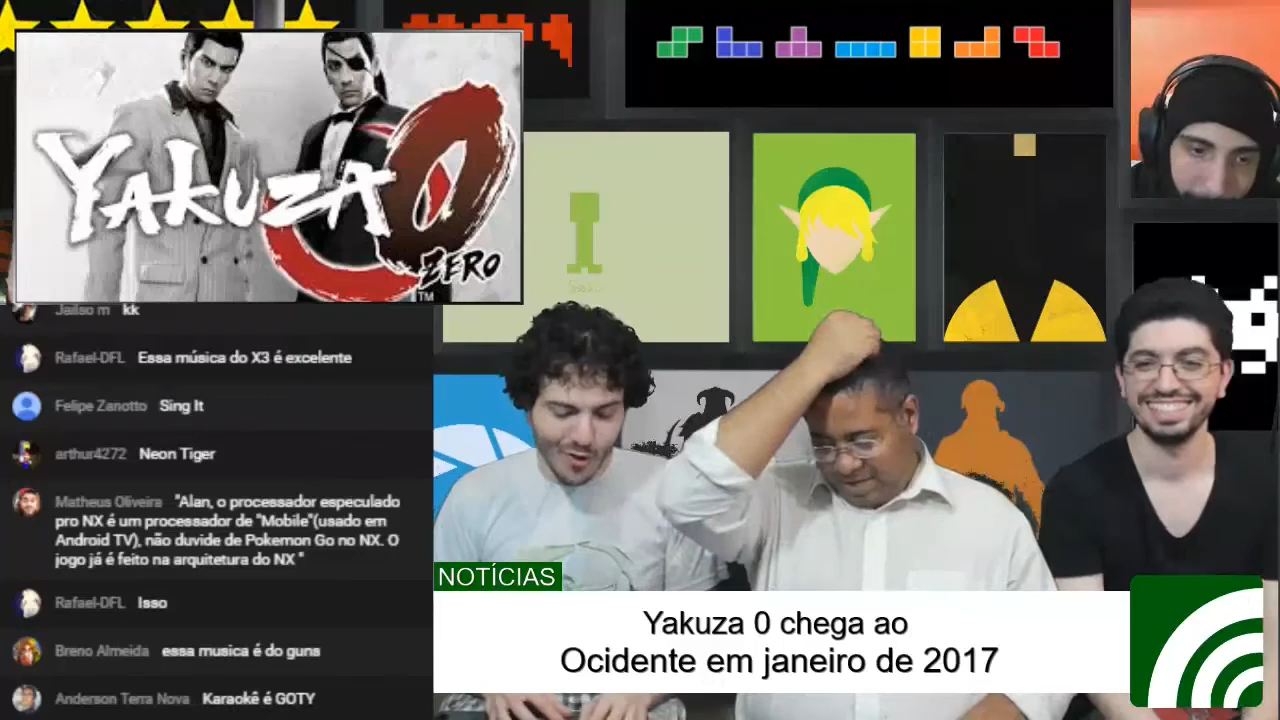 YAKUZA 0
ZERO
TM
Jailso m kk
Rafael-DFL Essa música do X3 é excelente
Felipe Zanotto Sing It
arthur4272 Neon Tiger
Matheus Oliveira "Alan, o processador especulado
pro NX é um processador de "Mobile"(usado em
Android TV), não duvide de Pokemon Go no NX. O
jogo já é feito na arquitetura do NX "
Rafael-DFL Isso
Breno Almeida essa musica é do guns
Anderson Terra Nova Karaokê é GOTY
NOTÍCIAS
Yakuza 0 chega ao
Ocidente em janeiro de 2017